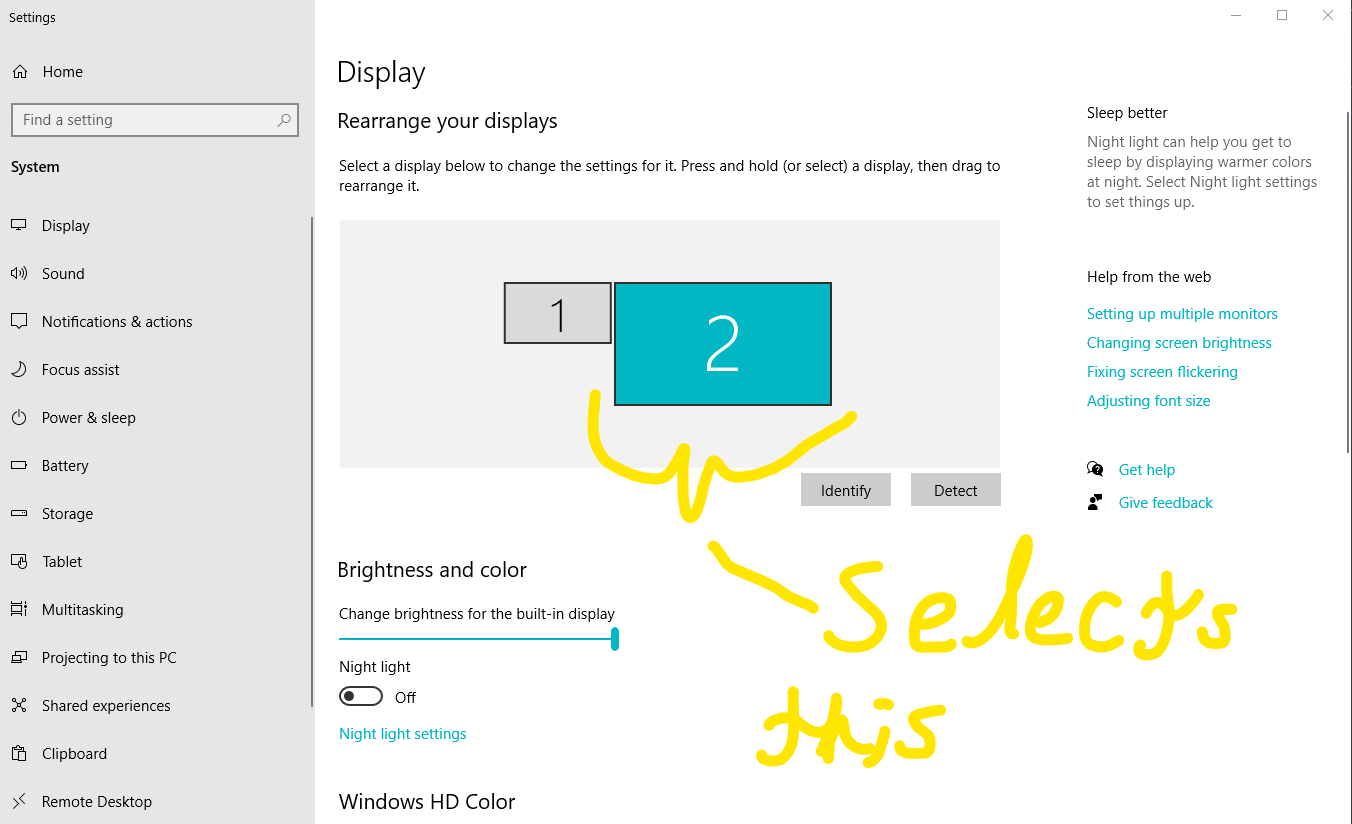 Settings
Home
Find a setting
System
Display
Sound
Notifications & actions
Focus assist
Power & sleep
Battery
Storage
Tablet
Multitasking
Projecting to this PC
Shared experiences
Clipboard
Remote Desktop
Display
Rearrange your displays
Select a display below to change the settings for it. Press and hold (or select) a display, then drag to
rearrange it.
1
2
Identify
Detect
Selects
this
Brightness and color
Change brightness for the built-in display
Night light
Off
Night light settings
Windows HD Color
Sleep better
Night light can help you get to
sleep by displaying warmer colors
at night. Select Night light settings
to set things up.
Help from the web
Setting up multiple monitors
Changing screen brightness
Fixing screen flickering
Adjusting font size
Get help
Give feedback